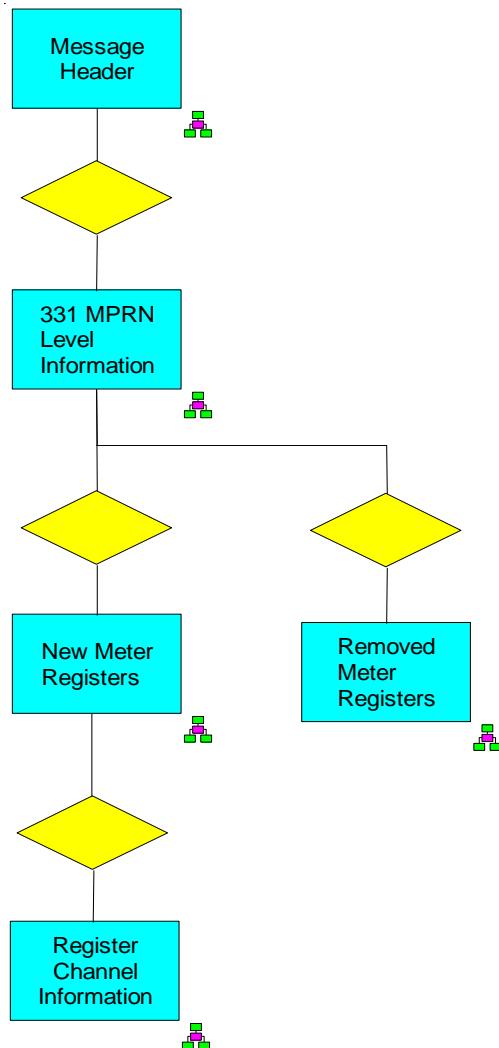 Message
Header
331 MPRN
Level
Information
New Meter
Registers
Removed
Meter
Registers
Register
Channel
Information